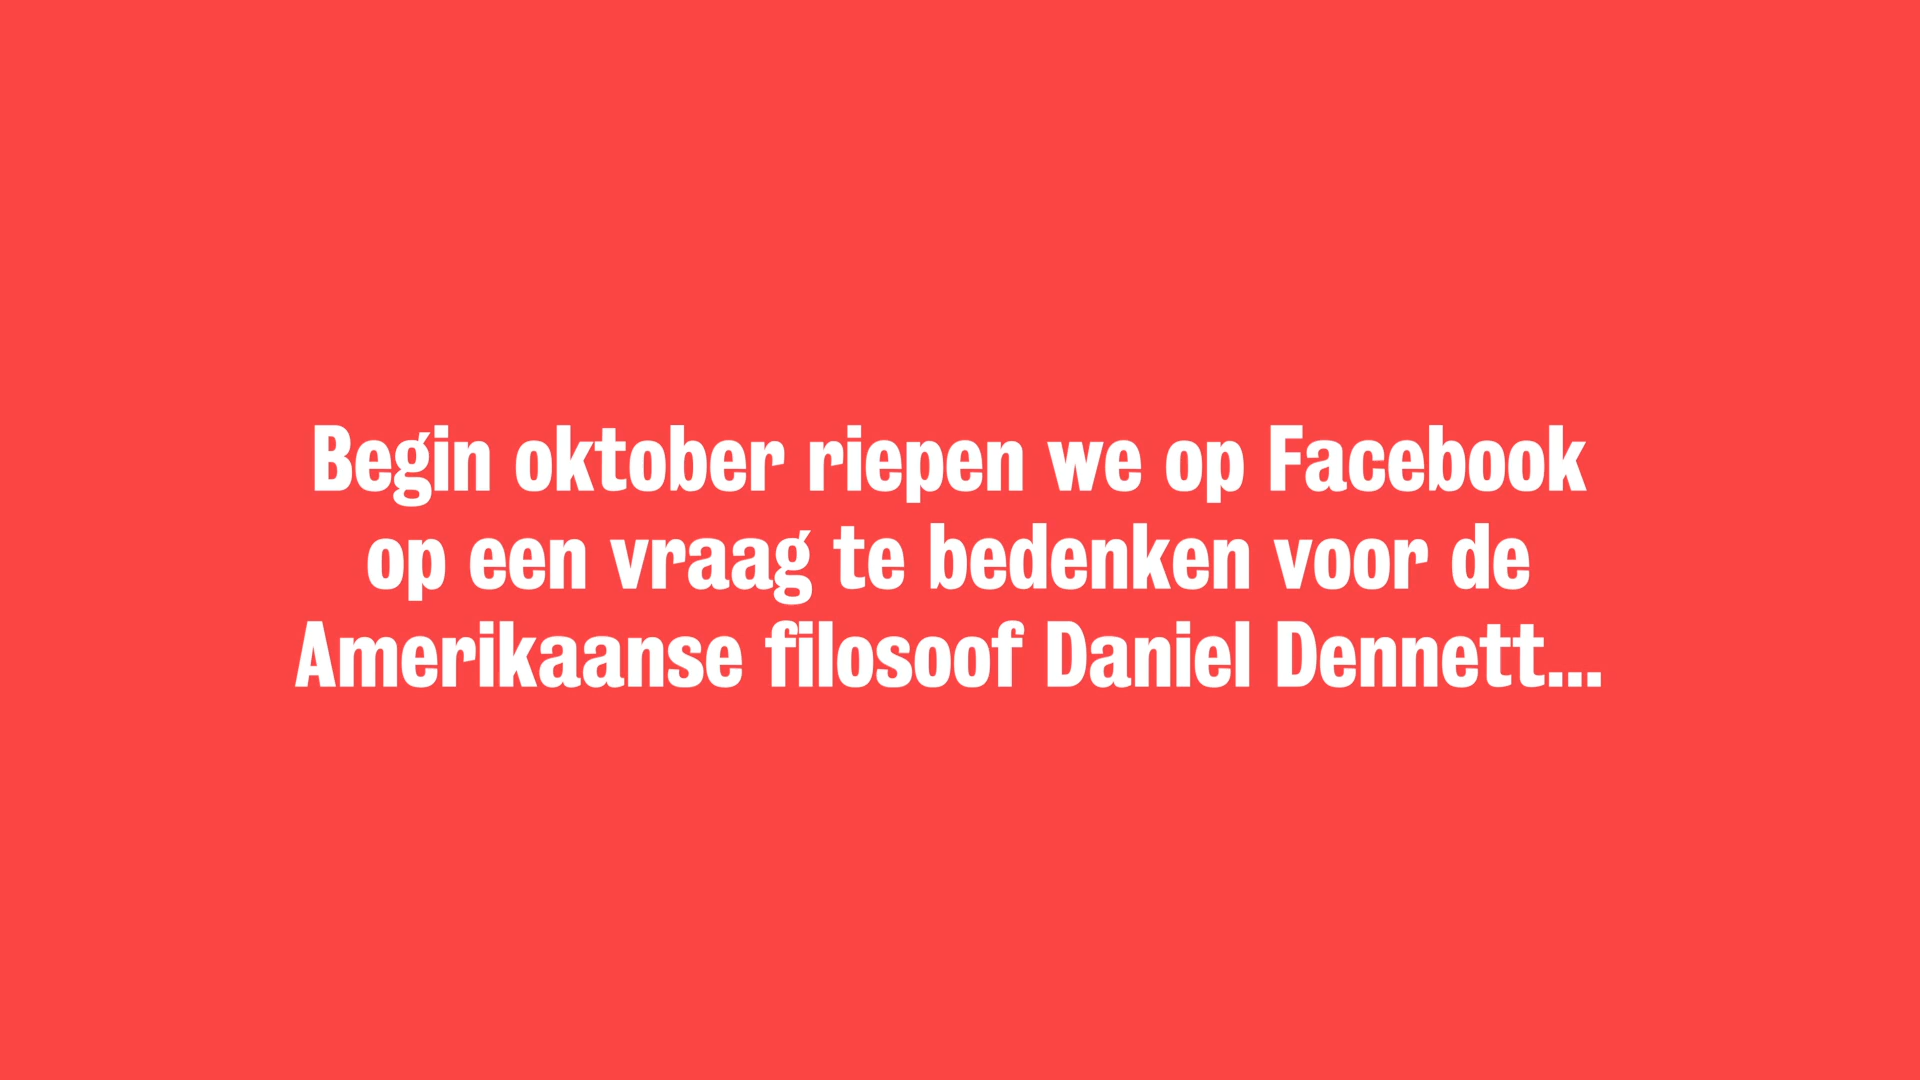 Begin oktober riepen we op Facebook
op een vraag te bedenken voor de
Amerikaanse filosoof Daniel Dennett...